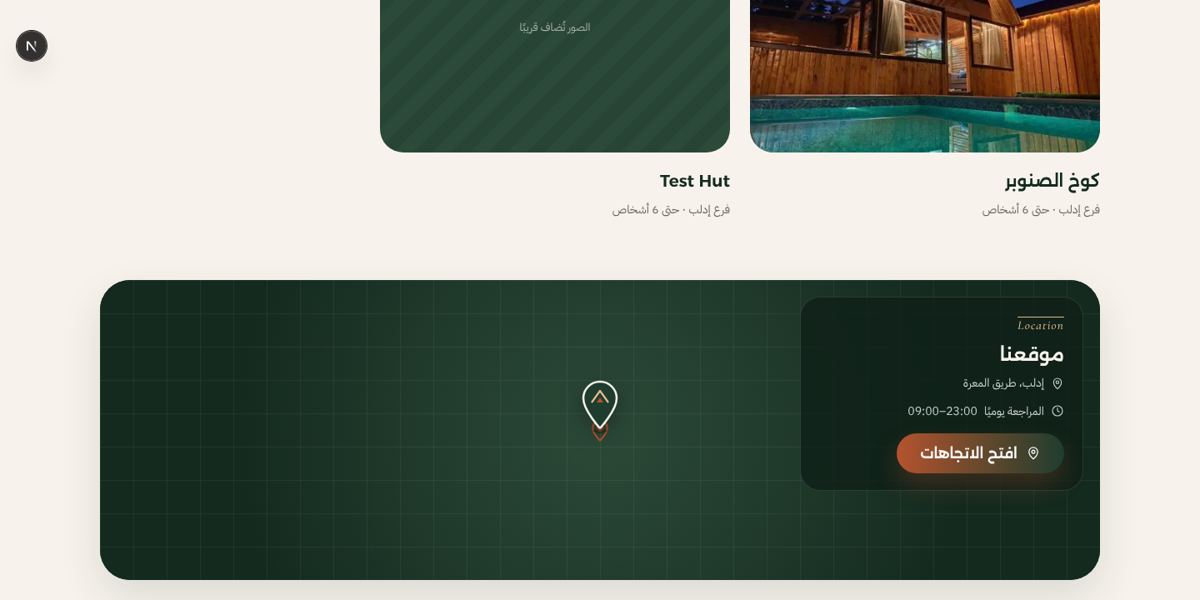 الصور تُضاف قريبًا
كوخ الصنوبر
فرع إدلب · حتى 6 أشخاص
Test Hut
فرع إدلب · حتى 6 أشخاص
Location
موقعنا
إدلب، طريق المعرة
المراجعة يوميًا 09:00–23:00
افتح الاتجاهات
N